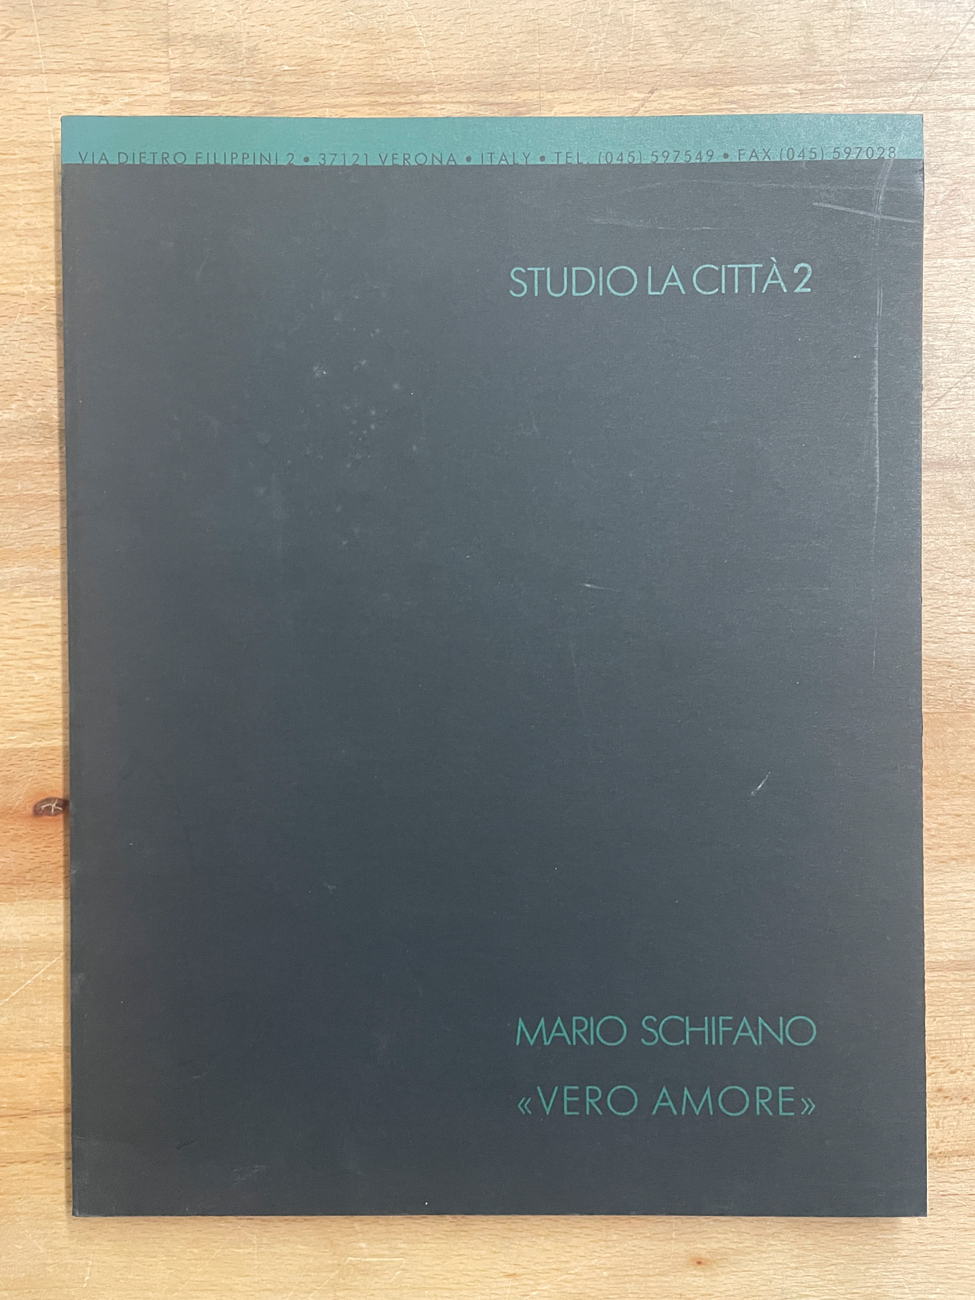 VIA DIETRO FILIPPINI 2 • 37121 VERONA • ITALY • TEL. (045) 597549 • FAX (045) 597028
STUDIO LA CITTÀ 2
MARIO SCHIFANO
«VERO AMORE»